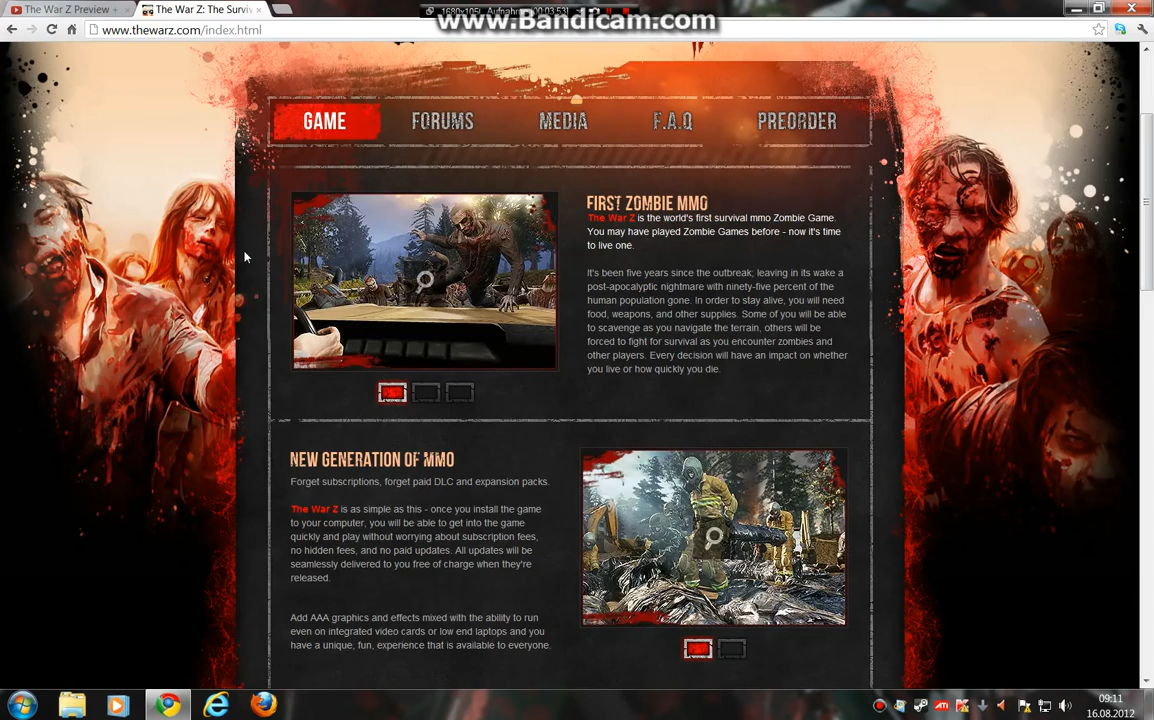 The War Z Preview +
The War Z: The Surviv
1680x1050
www.Bandicam.com
www.thewarz.com/index.html
GAME
FORUMS
MEDIA
F.A.Q
PREORDER
FIRST ZOMBIE MMO
The War Z is the world's first survival mmo Zombie Game.
You may have played Zombie Games before - now it's time
to live one.
It's been five years since the outbreak; leaving in its wake a
post-apocalyptic nightmare with ninety-five percent of the
human population gone. In order to stay alive, you will need
food, weapons, and other supplies. Some of you will be able
to scavenge as you navigate the terrain, others will be
forced to fight for survival as you encounter zombies and
other players. Every decision will have an impact on whether
you live or how quickly you die.
NEW GENERATION OF MMO
Forget subscriptions, forget paid DLC and expansion packs.
The War Z is as simple as this - once you install the game
to your computer, you will be able to get into the game
quickly and play without worrying about subscription fees,
no hidden fees, and no paid updates. All updates will be
seamlessly delivered to you free of charge when they're
released.
Add AAA graphics and effects mixed with the ability to run
even on integrated video cards or low end laptops and you
have a unique, fun, experience that is available to everyone.
ATI
09:11
16.08.2012